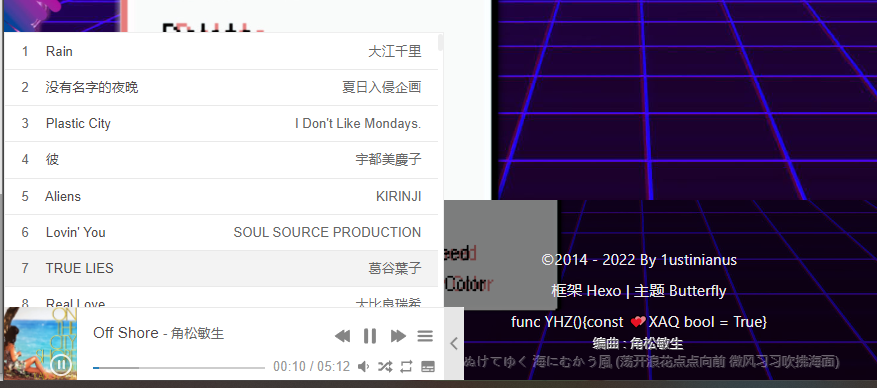 1 Rain 大江千里
2 没有名字的夜晚 夏日入侵企画
3 Plastic City I Don't Like Mondays.
4 彼 宇都美慶子
5 Aliens KIRINJI
6 Lovin' You SOUL SOURCE PRODUCTION
7 TRUE LIES 葛谷葉子
8 Real Love 大比良瑞希
Off Shore - 角松敏生
00:10 / 05:12
eed
Color
©2014 - 2022 By 1ustinianus
框架 Hexo | 主题 Butterfly
func YHZ(){const 💘XAQ bool = True}
编曲 : 角松敏生
ぬけてゆく 海にむかう風 (荡开浪花点点向前 微风习习吹拂海面)